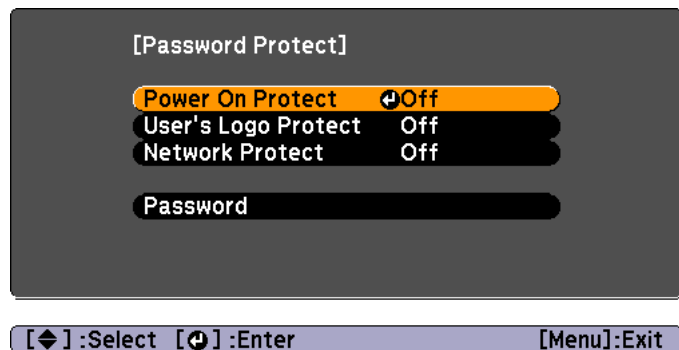 [Password Protect]
Power On Protect Off
User's Logo Protect Off
Network Protect Off
Password
[◆] :Select [↵] :Enter [Menu]:Exit